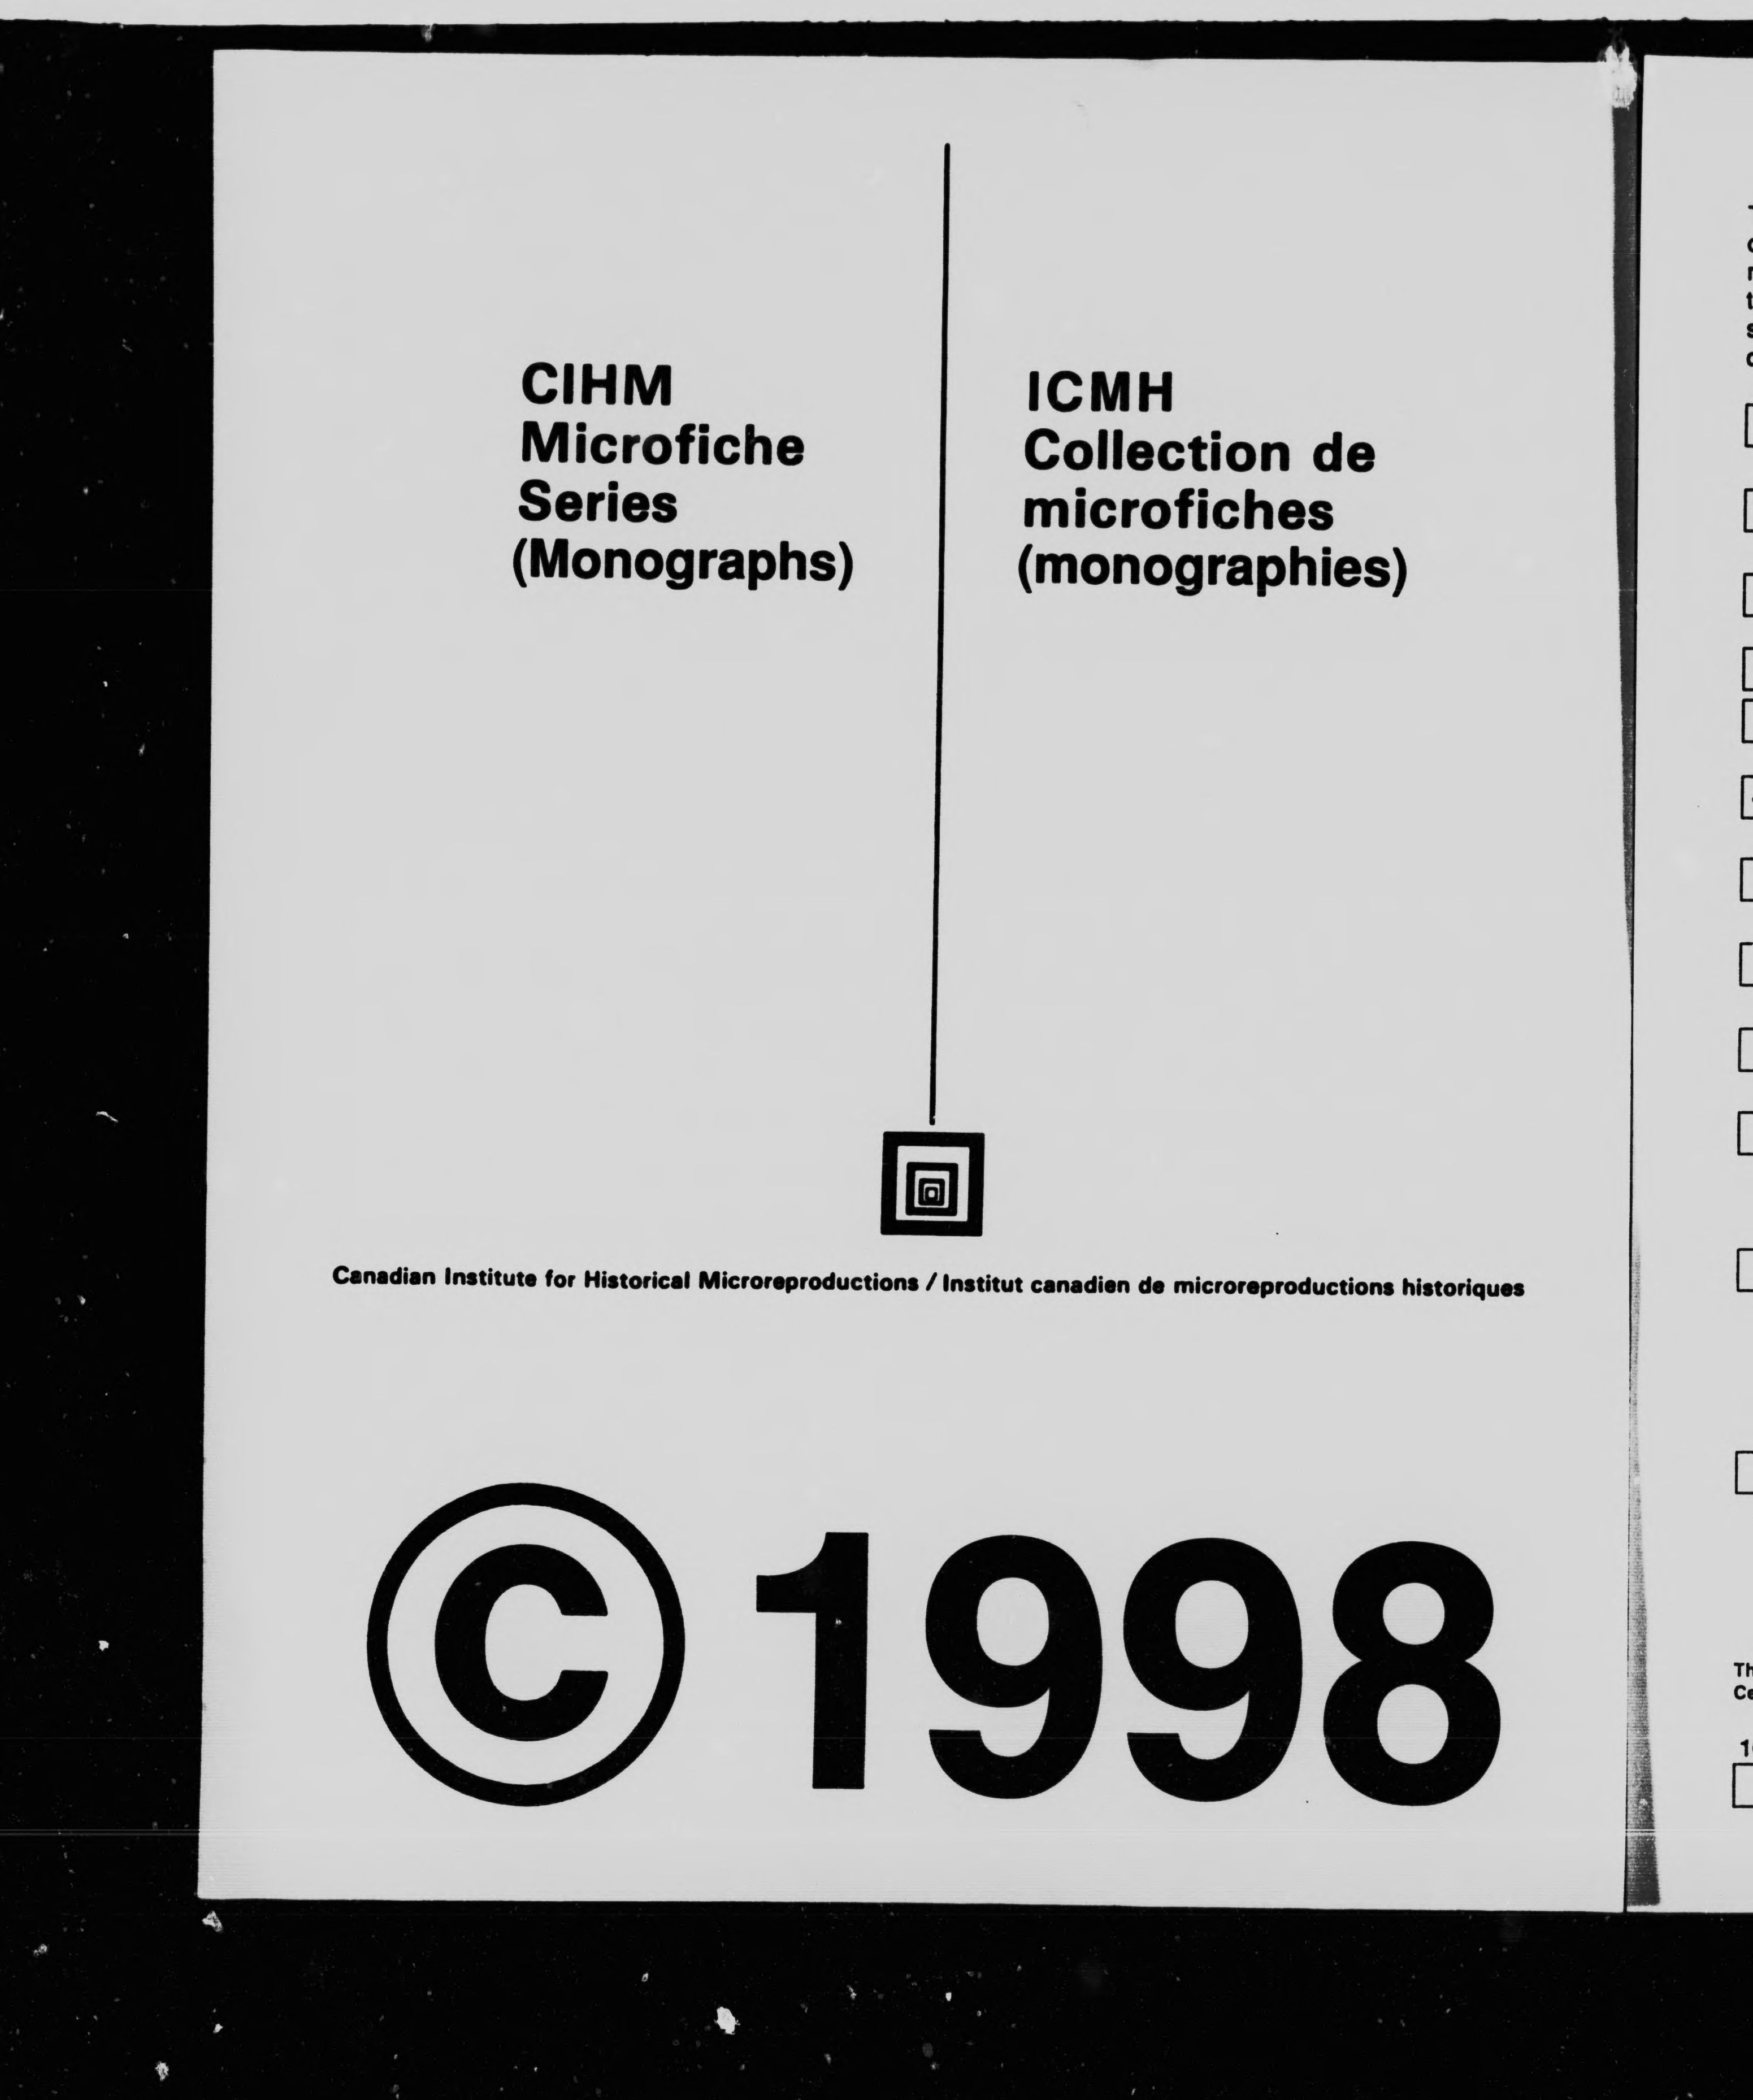 CIHM
Microfiche
Series
(Monographs)
ICMH
Collection de
microfiches
(monographies)
Canadian Institute for Historical Microreproductions / Institut canadien de microreproductions historiques
© 1998